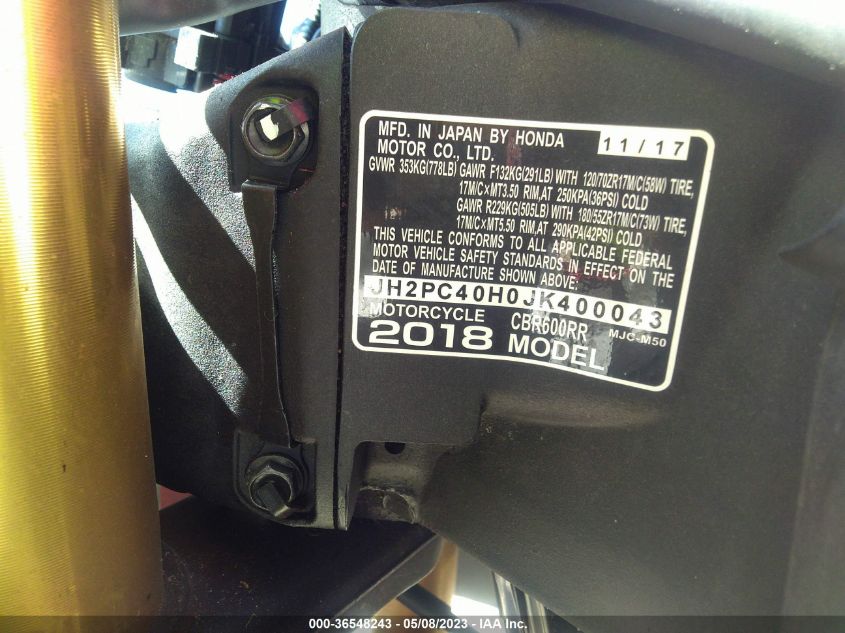 MFD. IN JAPAN BY HONDA 11/17
MOTOR CO., LTD.
GVWR 353KG(778LB) GAWR F132KG(291LB) WITH 120/70ZR17M/C(58W) TIRE,
17M/C×MT3.50 RIM,AT 250KPA(36PSI) COLD
GAWR R229KG(505LB) WITH 180/55ZR17M/C(73W) TIRE,
17M/C×MT5.50 RIM, AT 290KPA(42PSI) COLD
THIS VEHICLE CONFORMS TO ALL APPLICABLE FEDERAL
MOTOR VEHICLE SAFETY STANDARDS IN EFFECT ON THE
DATE OF MANUFACTURE SHOWN ABOVE:
JH2PC40H0JK400043
MOTORCYCLE CBR600RR MJC-M50
2018 MODEL
000-36548243 - 05/08/2023 - IAA Inc.